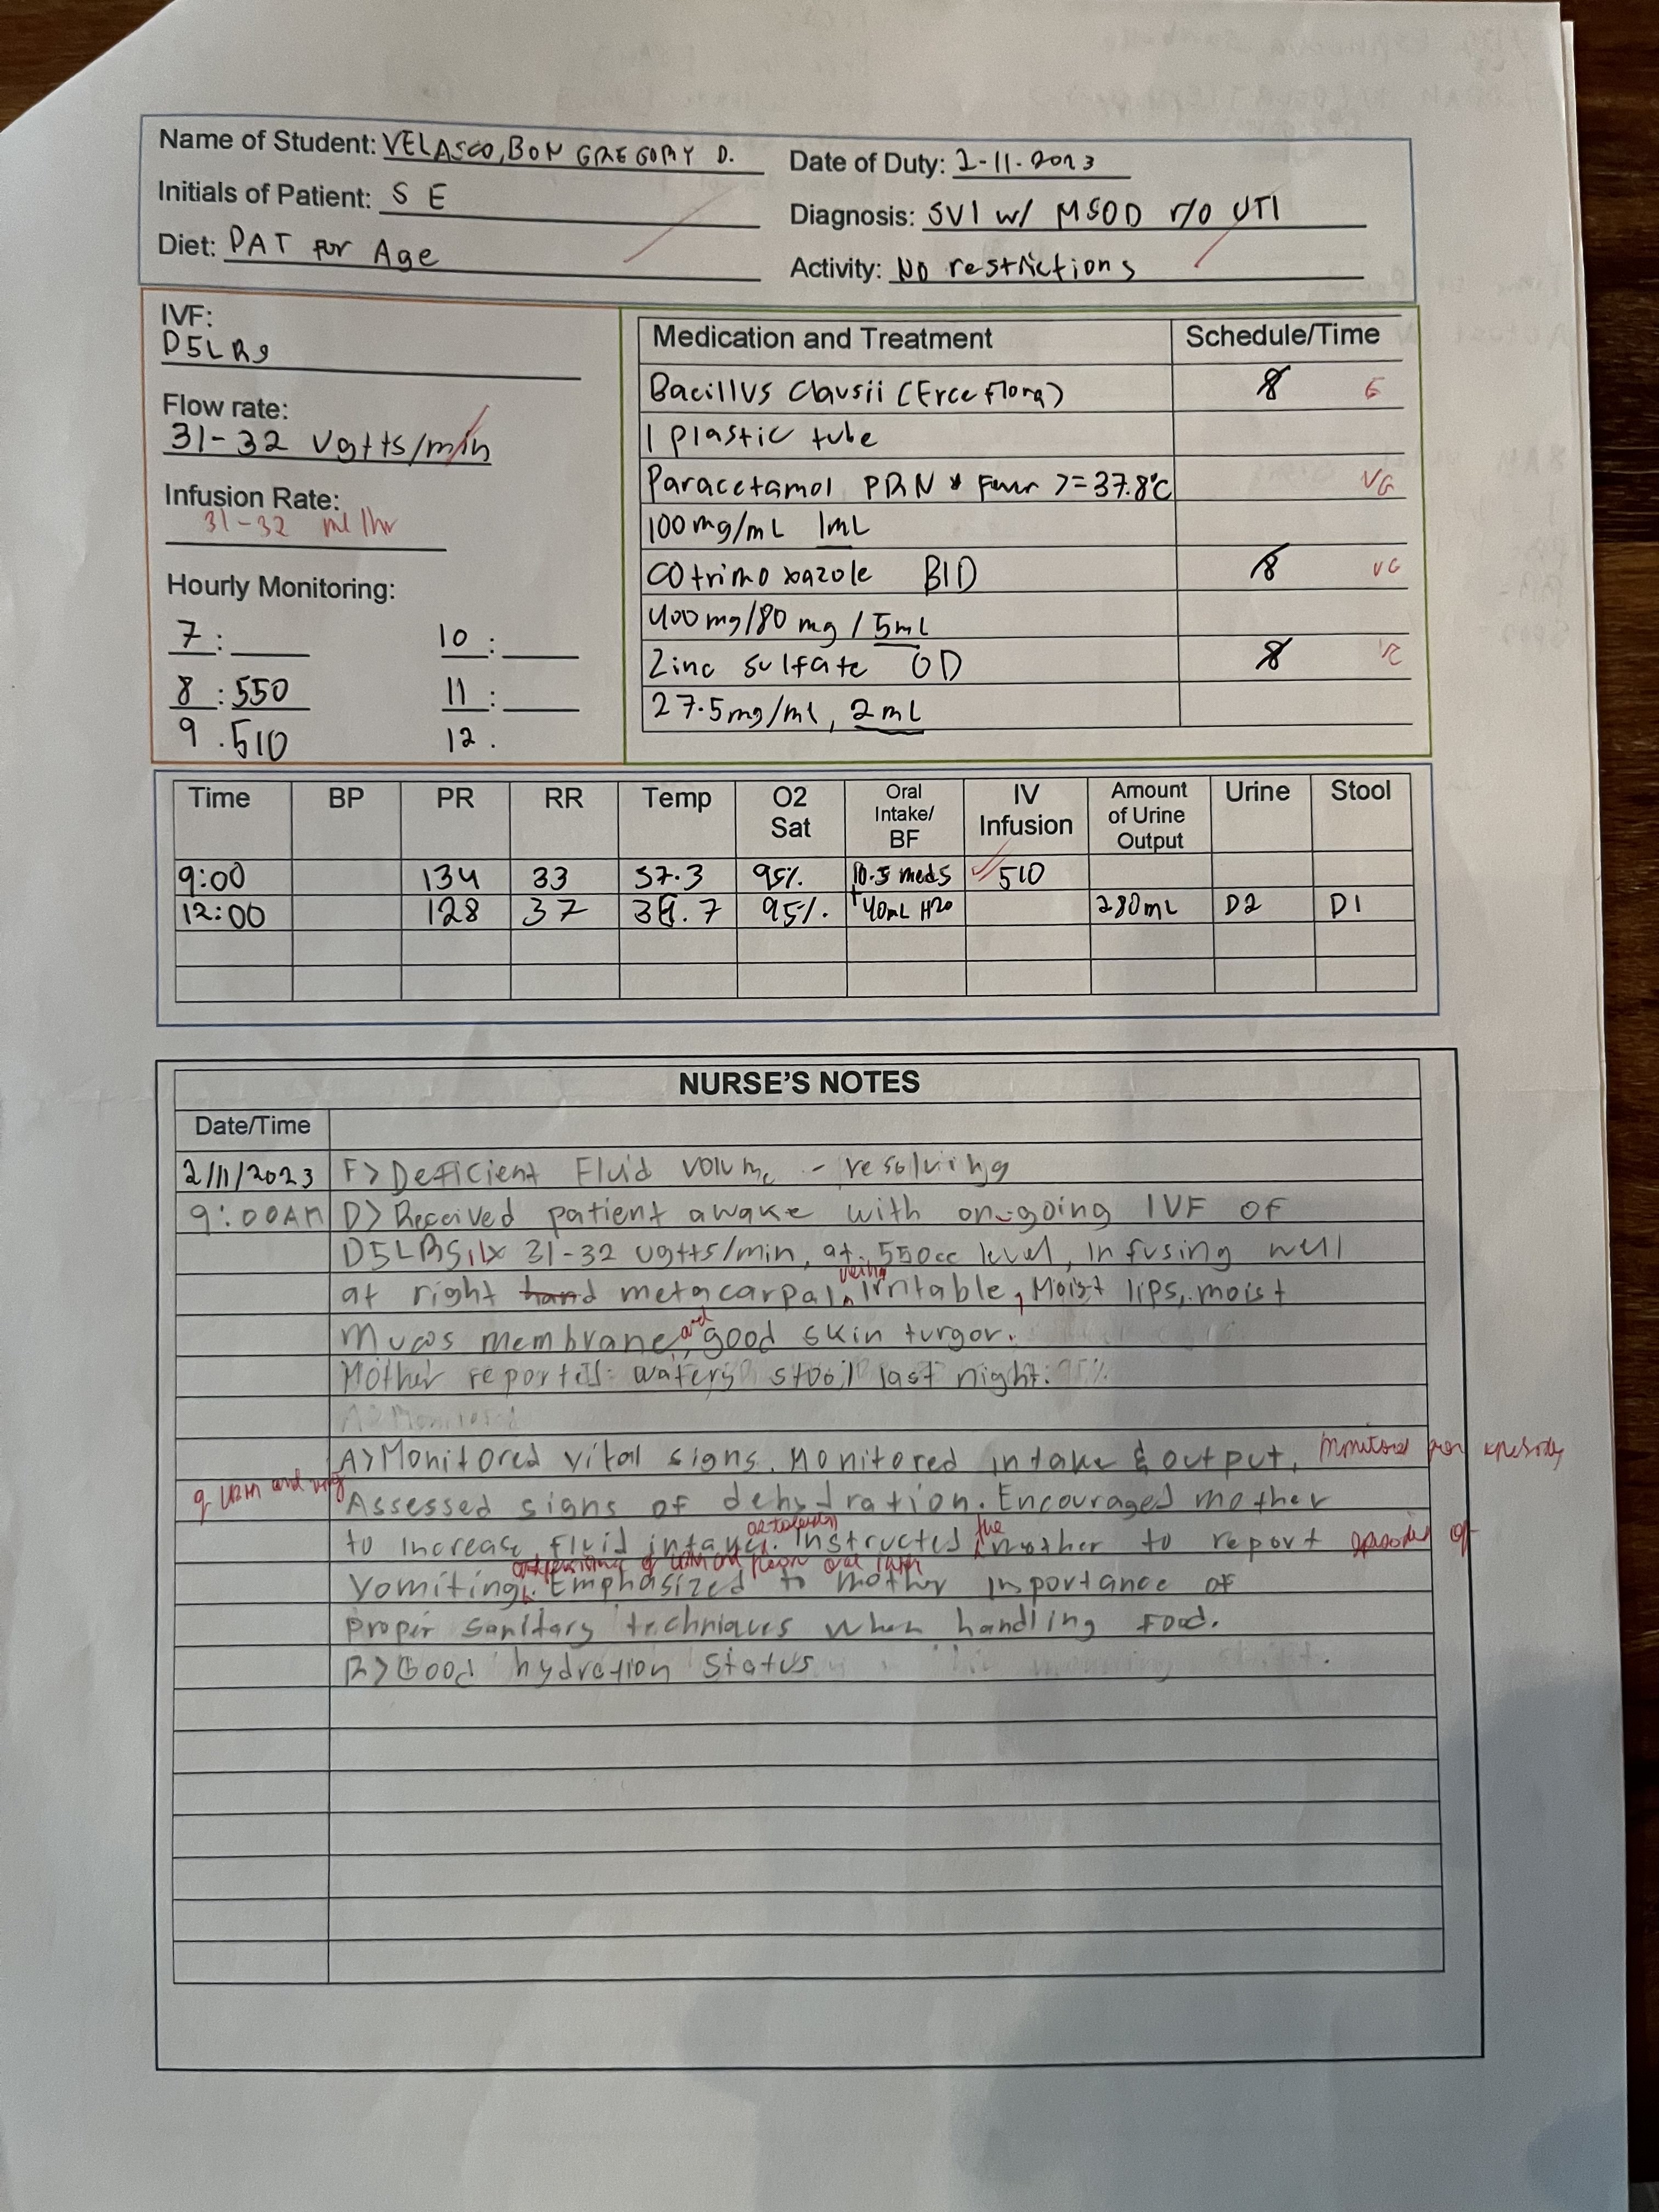 Name of Student: VELASCO, BON GREGORY D.
Date of Duty: 2-11-2023
Initials of Patient: S E
Diagnosis: SVI w/ MSOD r/o UTI
Diet: DAT for Age
Activity: No restrictions
IVF:
D5LRS
Flow rate:
31-32 ugtts/min
Infusion Rate:
31-32 ml/hr
Hourly Monitoring:
7: 10:
8: 550 11:
9. 510 12.
Medication and Treatment Schedule/Time
Bacillus Clausii (Erceflora) 8
1 plastic tube
Paracetamol PRN Fever >=37.8°C
100mg/mL 1mL
Cotrimoxazole BID 8
400mg/80mg/5mL
Zinc sulfate OD 8
27.5mg/ml, 2mL
Time BP PR RR Temp O2 Sat Oral Intake/ BF IV Infusion Amount of Urine Output Urine Stool
9:00 134 33 37.3 95% 10.5 meds 510
12:00 128 37 .7 95% + 40mL H2O 280mL D2 D1
NURSE'S NOTES
Date/Time
2/11/2023 F> Deficient Fluid Volume - resolving
9:00AM D> Received patient awake with on-going IVF of
D5LRS 1L x 31-32 ugtts/min, at 550cc level, infusing well
at right hand metacarpal vein, irritable, Moist lips, moist
Mucos membrane, and good skin turgor.
Mother reported: watery stool last night.
A> Monitored
A> Monitored vital signs. Monitored intake & output, monitored
Assessed signs of dehydration. Encouraged mother
to increase fluid intake as tolerated. Instructed the mother to report episodes of
vomiting. Emphasized to mother importance of
proper sanitary techniques when handling food.
R> Good hydration status